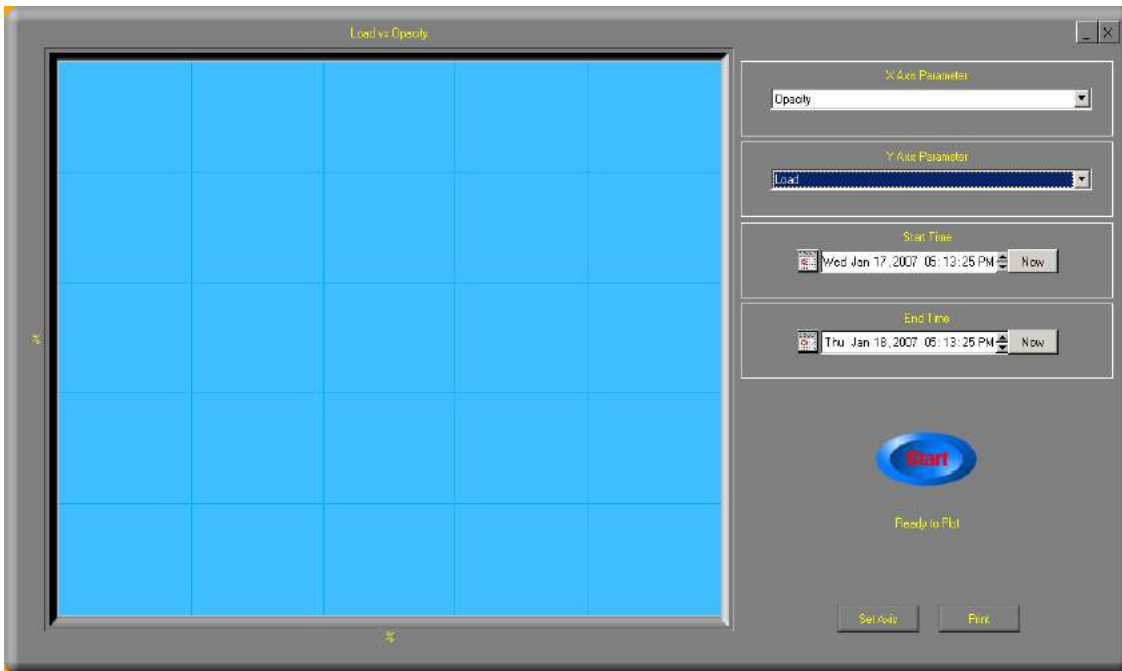 Load vs Opacity
X Axis Parameter
Opacity
Y Axis Parameter
Load
Start Time
Wed Jan 17, 2007 05:13:25 PM
Now
End Time
Thu Jan 18, 2007 05:13:25 PM
Now
%
Start
Ready to Plot
Set Axis
Print
%